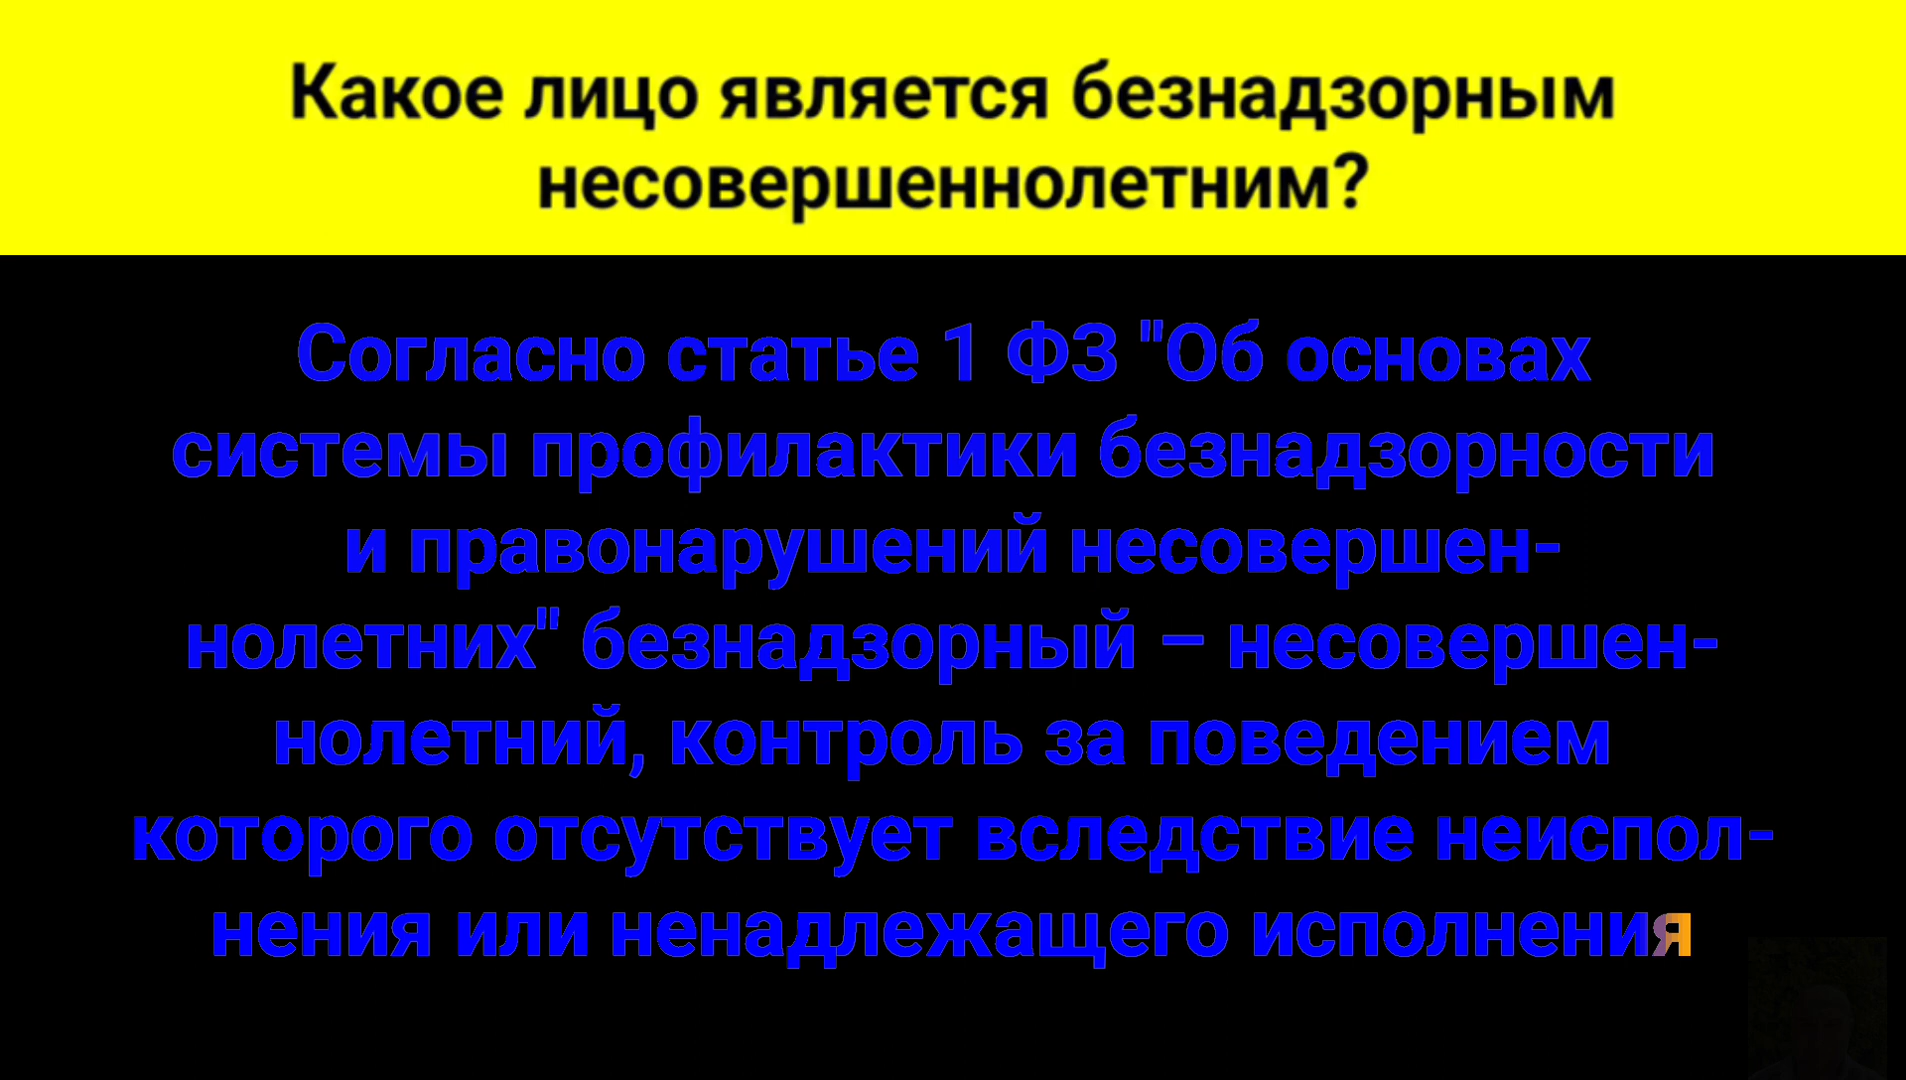 Какое лицо является безнадзорным
несовершеннолетним?
Согласно статье 1 ФЗ "Об основах
системы профилактики безнадзорности
и правонарушений несовершен-
нолетних" безнадзорный – несовершен-
нолетний, контроль за поведением
которого отсутствует вследствие неиспол-
нения или ненадлежащего исполнения